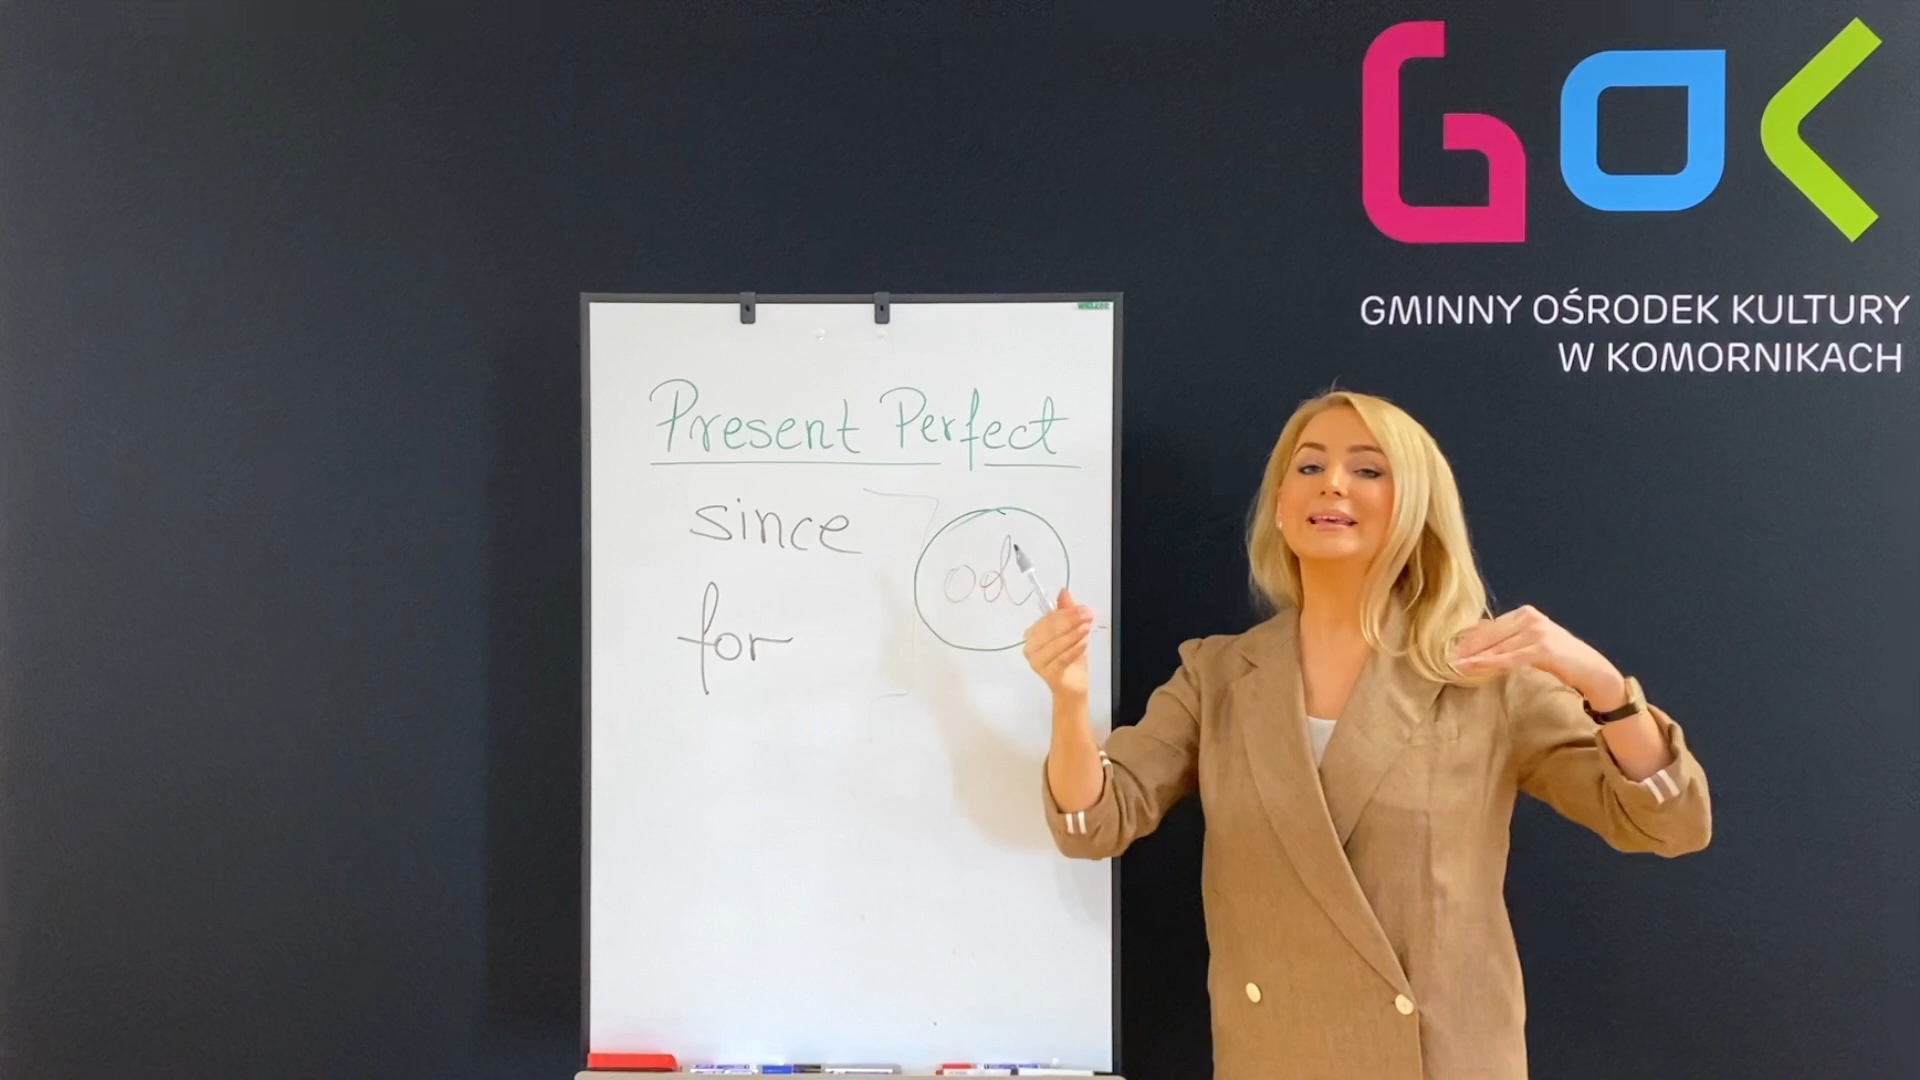 GOK
GMINNY OŚRODEK KULTURY
W KOMORNIKACH
Present Perfect
since
od
for